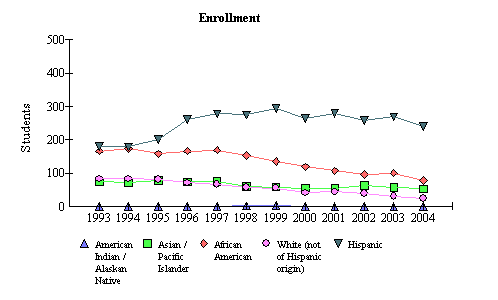 Enrollment
500
400
300
200
100
0
Students
1993 1994 1995 1996 1997 1998 1999 2000 2001 2002 2003 2004
American Indian / Alaskan Native
Asian / Pacific Islander
African American
White (not of Hispanic origin)
Hispanic